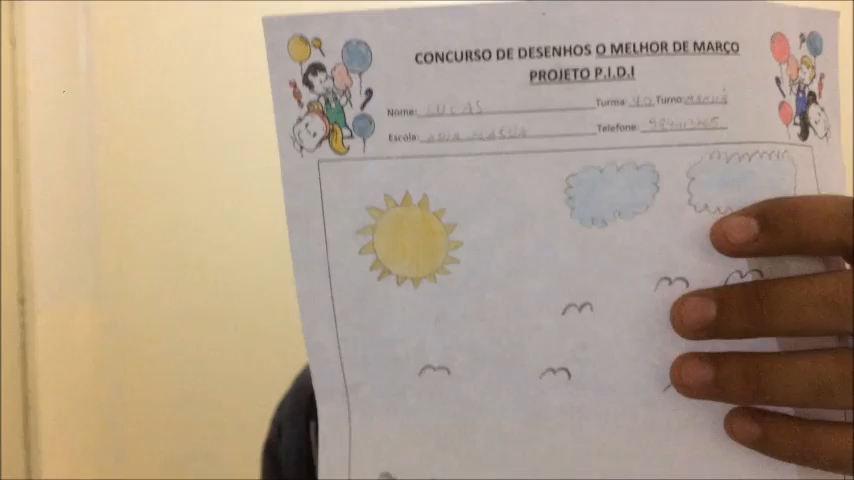 CONCURSO DE DESENHOS O MELHOR DE MARÇO
PROJETO P.I.D.I
Nome: LUCAS Turma: Turno:
Escola: Telefone: